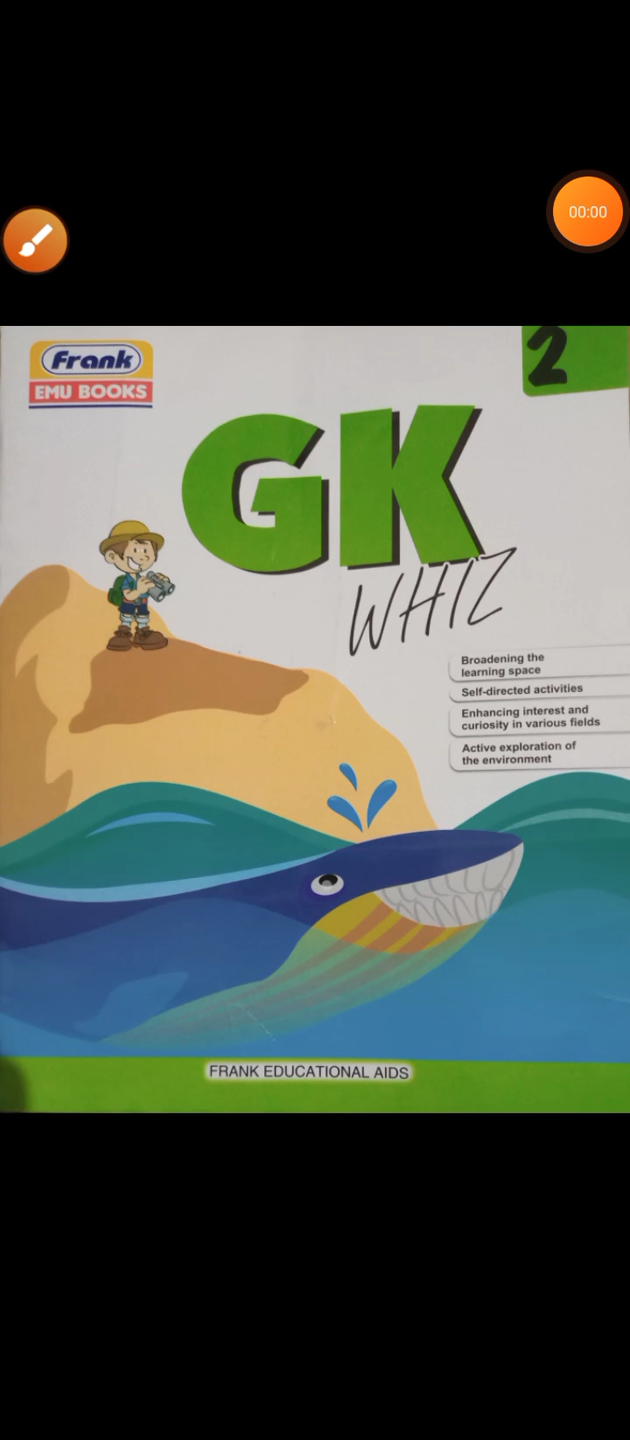 00:00
Frank
EMU BOOKS
2
GK
WHIZ
Broadening the
learning space
Self-directed activities
Enhancing interest and
curiosity in various fields
Active exploration of
the environment
FRANK EDUCATIONAL AIDS